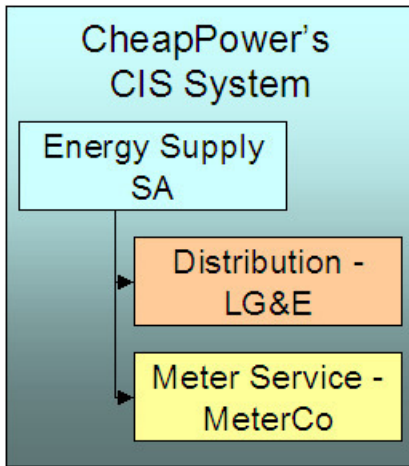 CheapPower's
CIS System
Energy Supply
SA
Distribution -
LG&E
Meter Service -
MeterCo